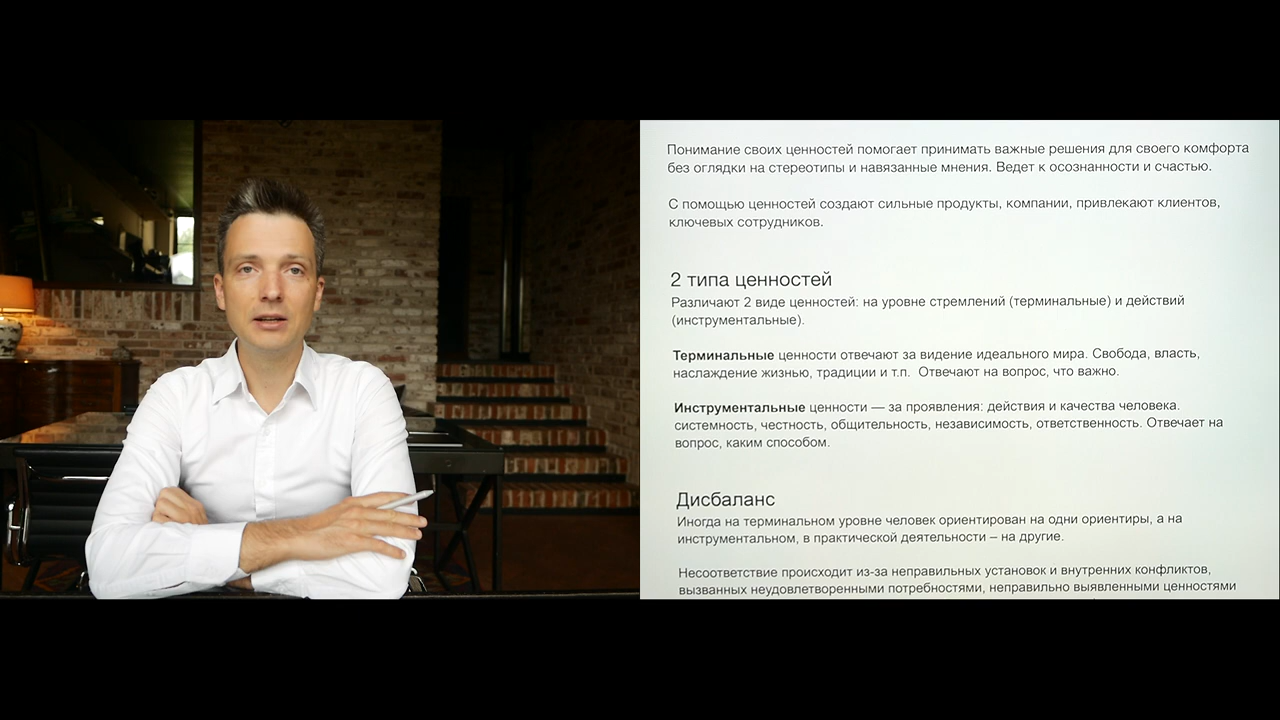 Понимание своих ценностей помогает принимать важные решения для своего комфорта
без оглядки на стереотипы и навязанные мнения. Ведет к осознанности и счастью.
С помощью ценностей создают сильные продукты, компании, привлекают клиентов,
ключевых сотрудников.
2 типа ценностей
Различают 2 виде ценностей: на уровне стремлений (терминальные) и действий
(инструментальные).
Терминальные ценности отвечают за видение идеального мира. Свобода, власть,
наслаждение жизнью, традиции и т.п. Отвечают на вопрос, что важно.
Инструментальные ценности — за проявления: действия и качества человека.
системность, честность, общительность, независимость, ответственность. Отвечает на
вопрос, каким способом.
Дисбаланс
Иногда на терминальном уровне человек ориентирован на одни ориентиры, а на
инструментальном, в практической деятельности – на другие.
Несоответствие происходит из-за неправильных установок и внутренних конфликтов,
вызванных неудовлетворенными потребностями, неправильно выявленными ценностями